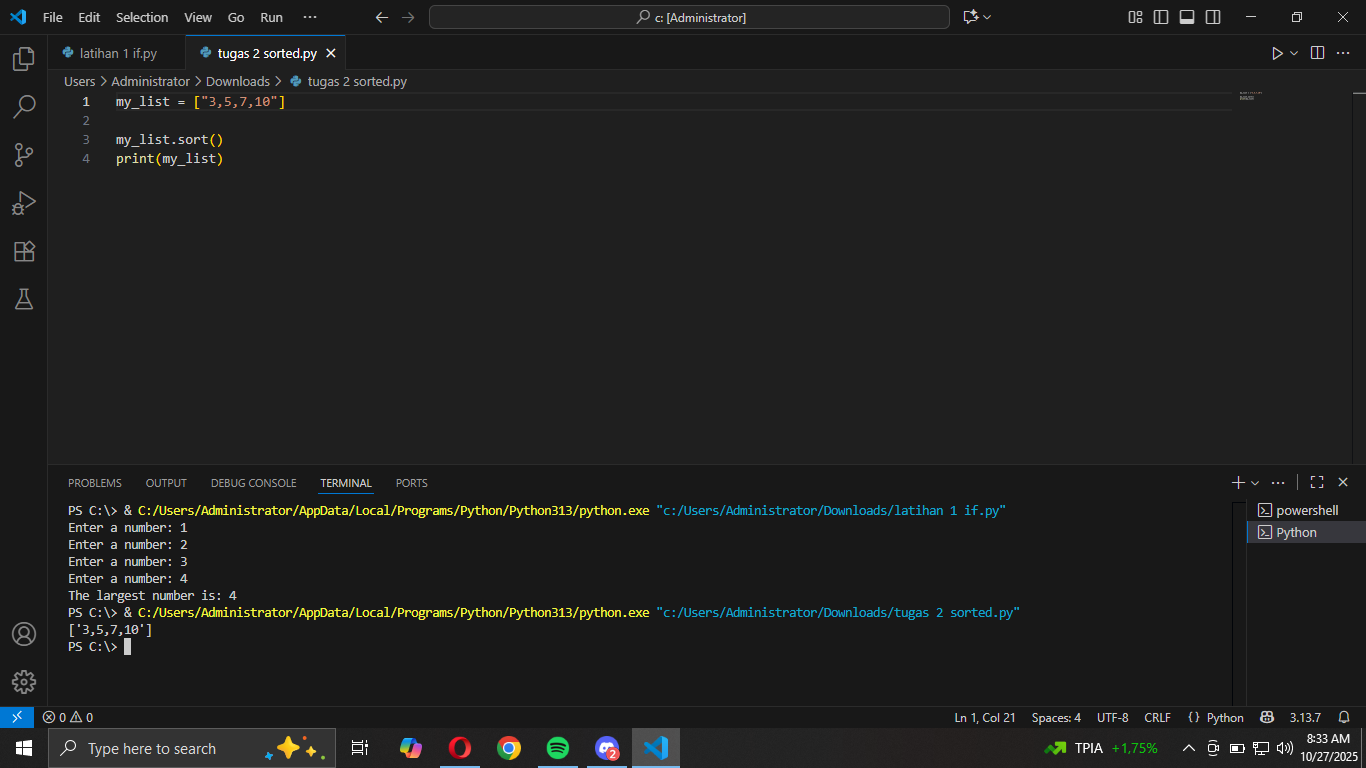 File Edit Selection View Go Run ··· c: [Administrator]
latihan 1 if.py tugas 2 sorted.py
Users > Administrator > Downloads > tugas 2 sorted.py
1 my_list = ["3,5,7,10"]
2
3 my_list.sort()
4 print(my_list)
PROBLEMS OUTPUT DEBUG CONSOLE TERMINAL PORTS
PS C:\> & C:/Users/Administrator/AppData/Local/Programs/Python/Python313/python.exe "c:/Users/Administrator/Downloads/latihan 1 if.py"
Enter a number: 1
Enter a number: 2
Enter a number: 3
Enter a number: 4
The largest number is: 4
PS C:\> & C:/Users/Administrator/AppData/Local/Programs/Python/Python313/python.exe "c:/Users/Administrator/Downloads/tugas 2 sorted.py"
['3,5,7,10']
PS C:\>
powershell
Python
0 0 Ln 1, Col 21 Spaces: 4 UTF-8 CRLF {} Python 3.13.7
Type here to search 2 TPIA +1,75% 8:33 AM
10/27/2025